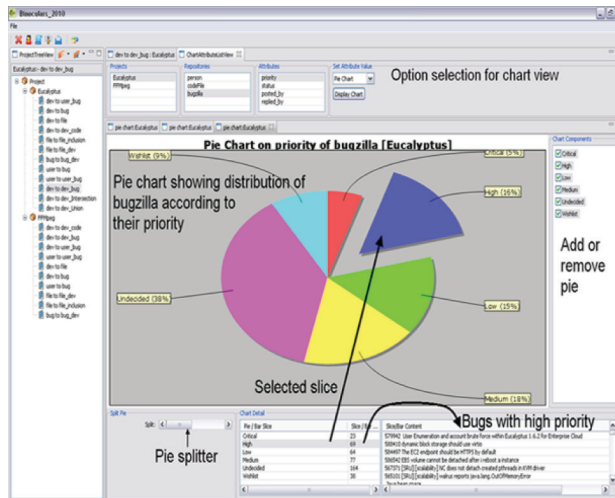 Binoculars_2010
File
ProjectTreeView
dev to dev_bug : Eucalyptus
ChartAttributeListView
Eucalyptus:- dev to dev_bug
Project
Eucalyptus
dev to user_bug
dev to bug
dev to file
dev to dev_code
file to file_inclusion
file to file_dev
bug to bug_dev
user to bug
user to user_bug
dev to dev_bug
dev to dev_Intersection
dev to dev_Union
FFMpeg
dev to dev_code
dev to user_bug
user to user_bug
dev to file
dev to bug
user to bug
file to file_dev
file to file_inclusion
bug to bug_dev
Projects
Eucalyptus
FFMpeg
Repositories
person
codeFile
bugzilla
Attributes
priority
status
posted_by
replied_by
Set Attribute Value
Pie Chart
Display Chart
Option selection for chart view
pie chart:Eucalyptus
pie chart:Eucalyptus
pie chart:Eucalyptus
Pie Chart on priority of bugzilla [Eucalyptus]
Wishlist (9%)
Critical (5%)
High (16%)
Low (15%)
Medium (18%)
Undecided (38%)
Pie chart showing distribution of
bugzilla according to
their priority
Selected slice
Chart Components
Critical
High
Low
Medium
Undecided
Wishlist
Add or
remove
pie
Split Pie
Split:
Pie splitter
Chart Detail
Bugs with high priority
Pie / Bar Slice
Slice / Bar ...
Slice/Bar Content
Critical 23
High 69
Low 64
Medium 77
Undecided 164
Wishlist 38
579942 User Enumeration and account brute force within Eucalyptus 1.6.2 for Enterprise Cloud
dynamic block storage should use virtio
The EC2 endpoint should be HTTPS by default
EBS volume cannot be detached after reboot a instance
567371 [SRU][scalability] NC does not detach created pthreads in KVM driver
565101 [SRU][scalability] walrus reports java.lang.OutOfMemoryError
Java heap space